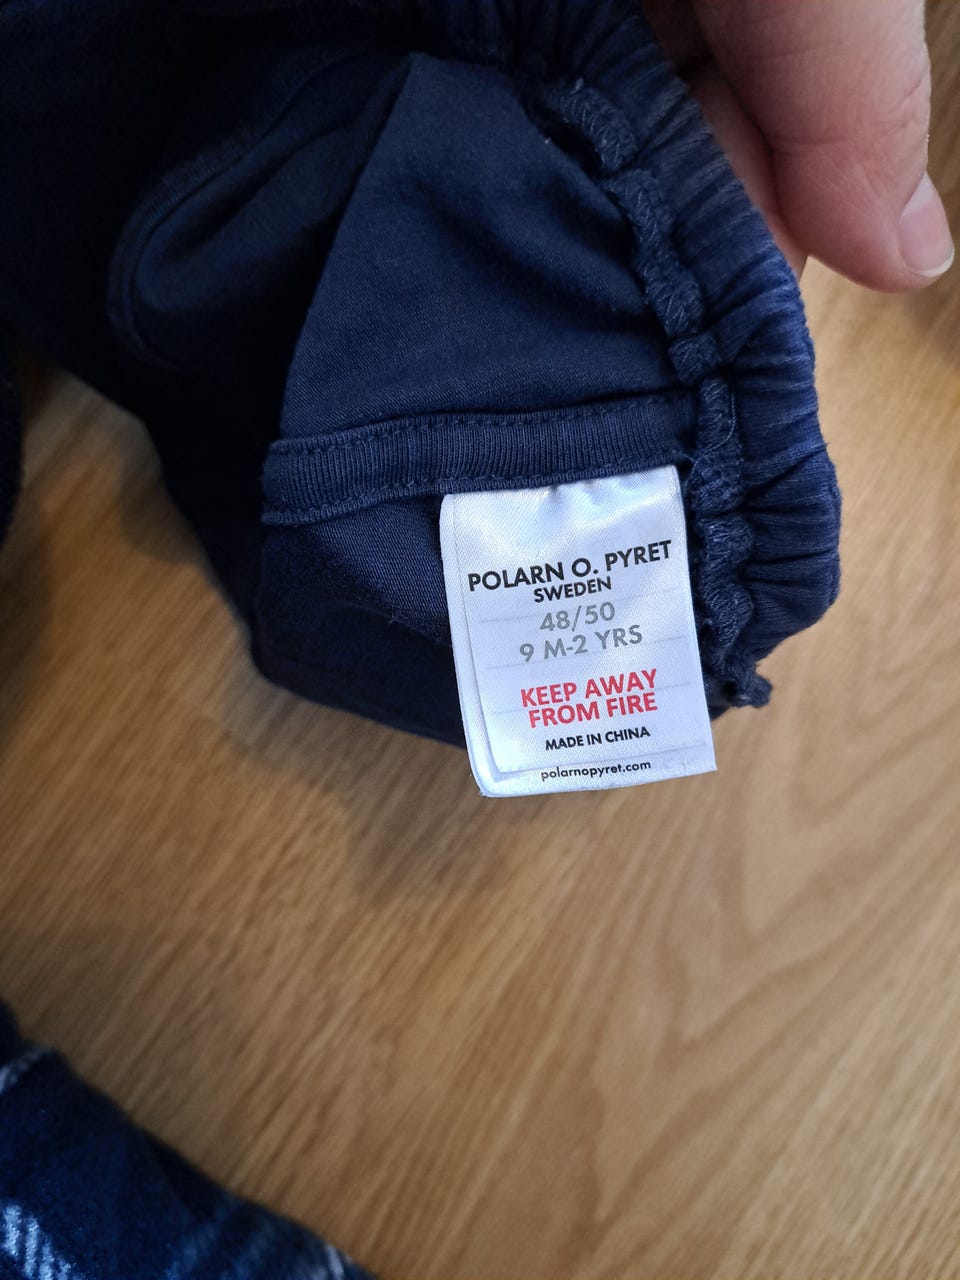 POLARN O. PYRET
SWEDEN
48/50
9 M-2 YRS
KEEP AWAY
FROM FIRE
MADE IN CHINA
polarnopyret.com